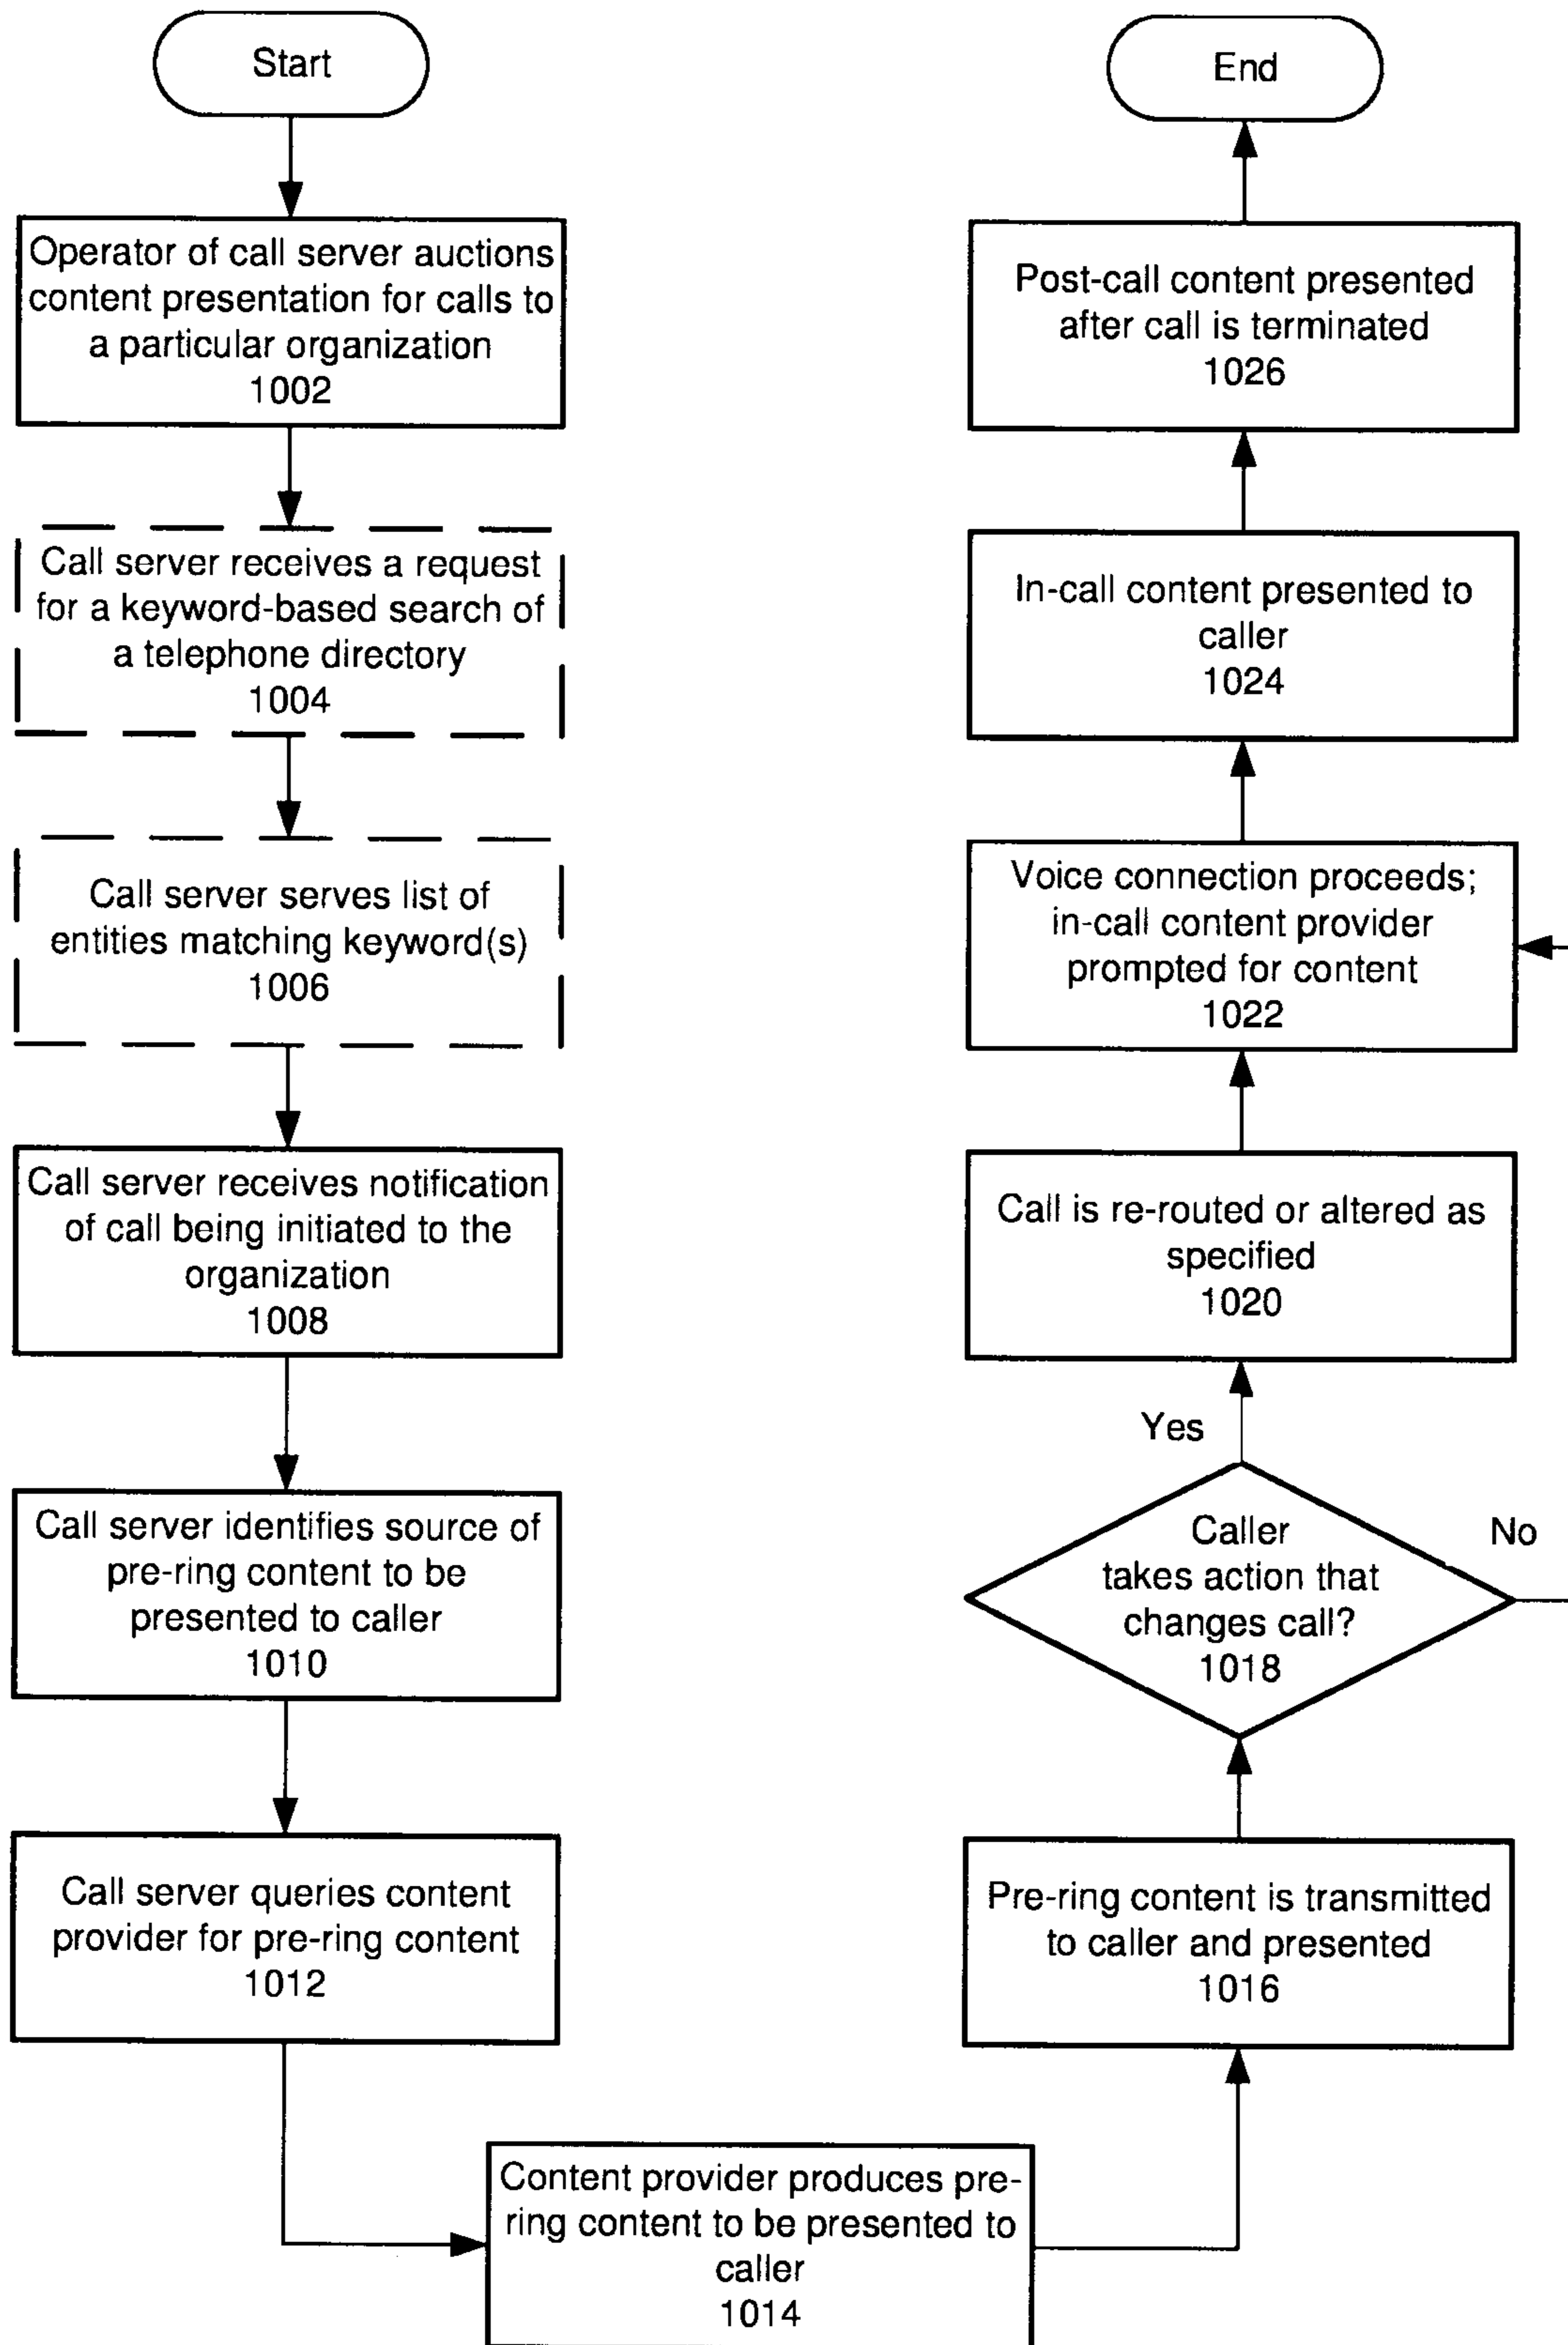 Start
Operator of call server auctions
content presentation for calls to
a particular organization
1002
Call server receives a request
for a keyword-based search of
a telephone directory
1004
Call server serves list of
entities matching keyword(s)
1006
Call server receives notification
of call being initiated to the
organization
1008
Call server identifies source of
pre-ring content to be
presented to caller
1010
Call server queries content
provider for pre-ring content
1012
Content provider produces pre-
ring content to be presented to
caller
1014
Pre-ring content is transmitted
to caller and presented
1016
Caller
takes action that
changes call?
1018
Yes
No
Call is re-routed or altered as
specified
1020
Voice connection proceeds;
in-call content provider
prompted for content
1022
In-call content presented to
caller
1024
Post-call content presented
after call is terminated
1026
End